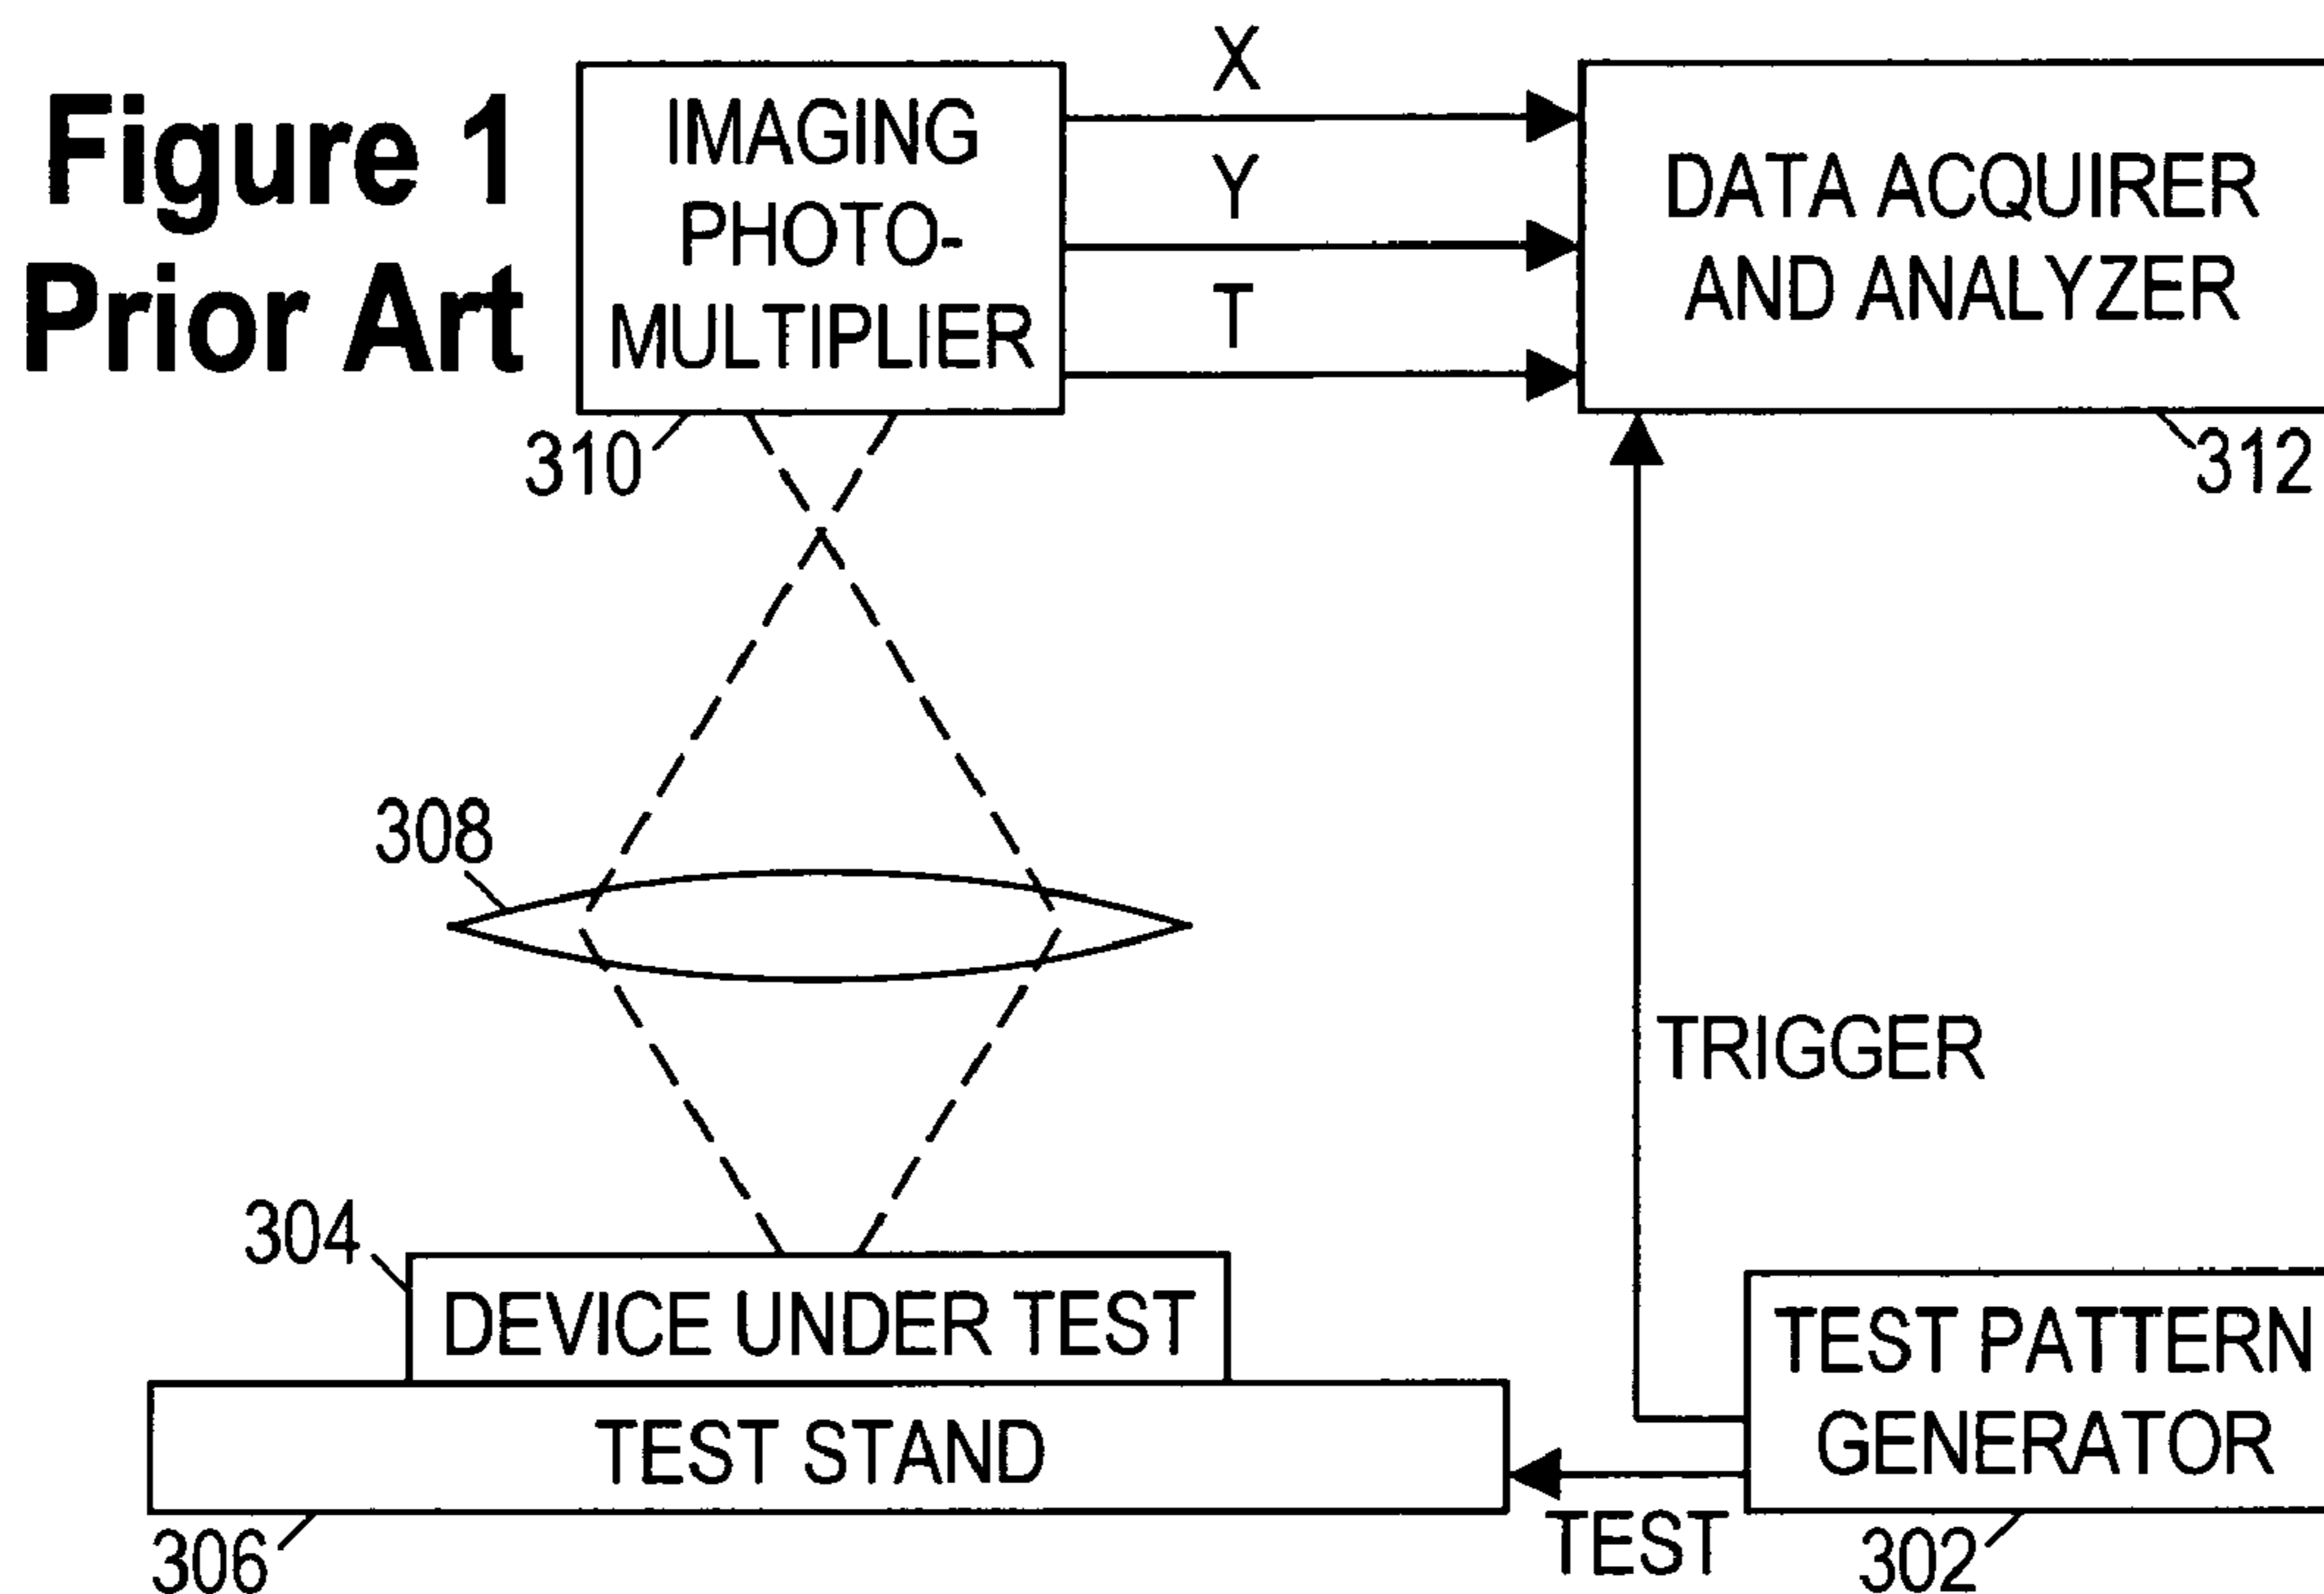 Figure 1
Prior Art
IMAGING
PHOTO-
MULTIPLIER
X
Y
T
DATA ACQUIRER
AND ANALYZER
310
312
308
TRIGGER
304
DEVICE UNDER TEST
TEST STAND
306
TEST PATTERN
GENERATOR
TEST
302